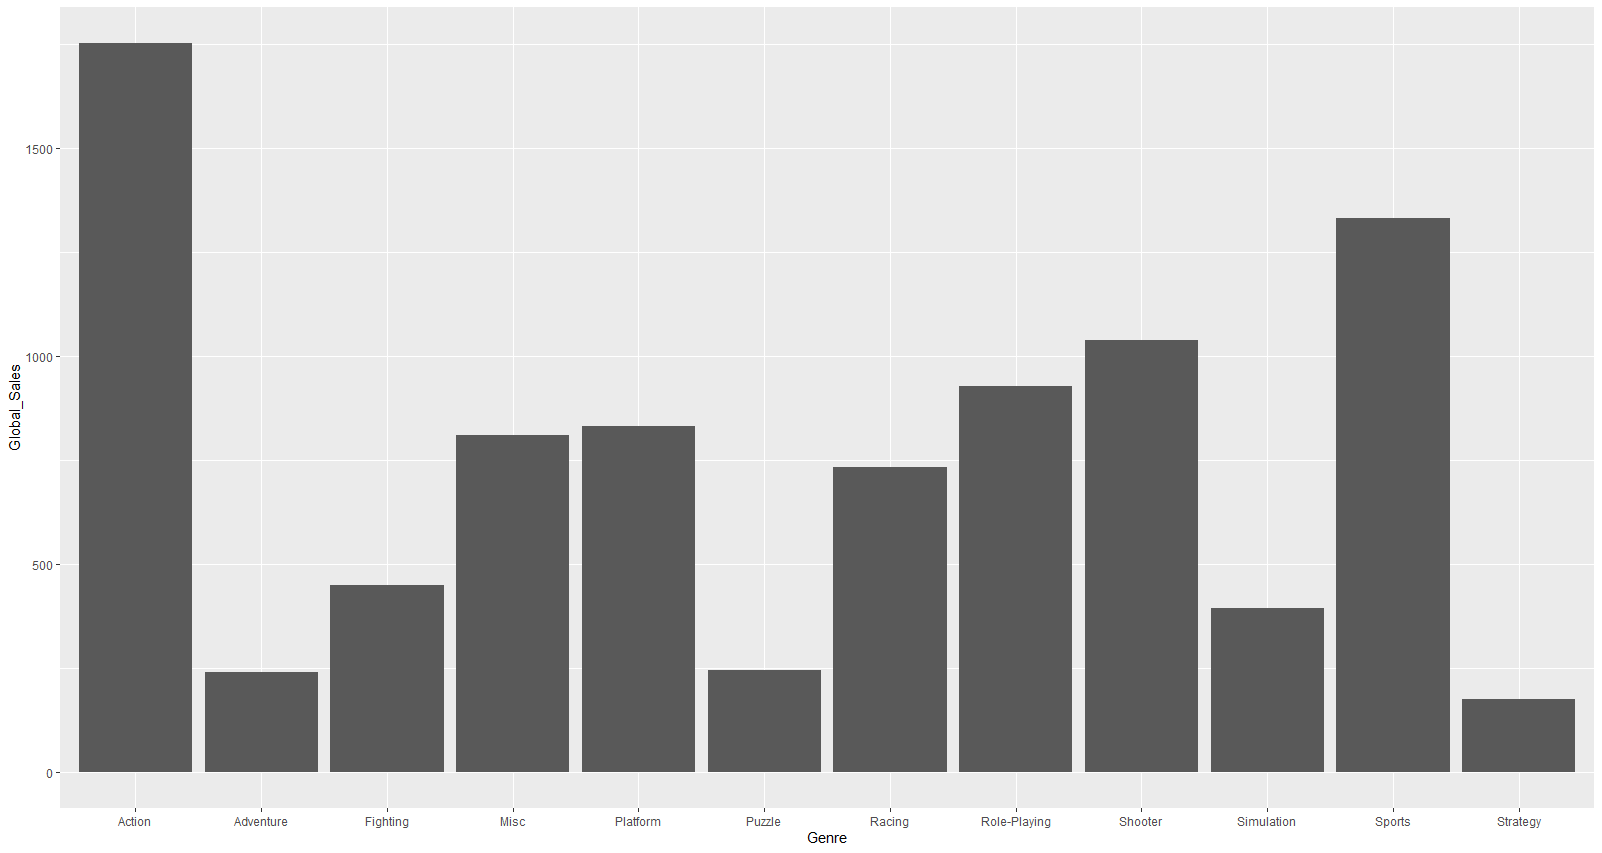 Global_Sales
1500
1000
500
0
Action Adventure Fighting Misc Platform Puzzle Racing Role-Playing Shooter Simulation Sports Strategy
Genre